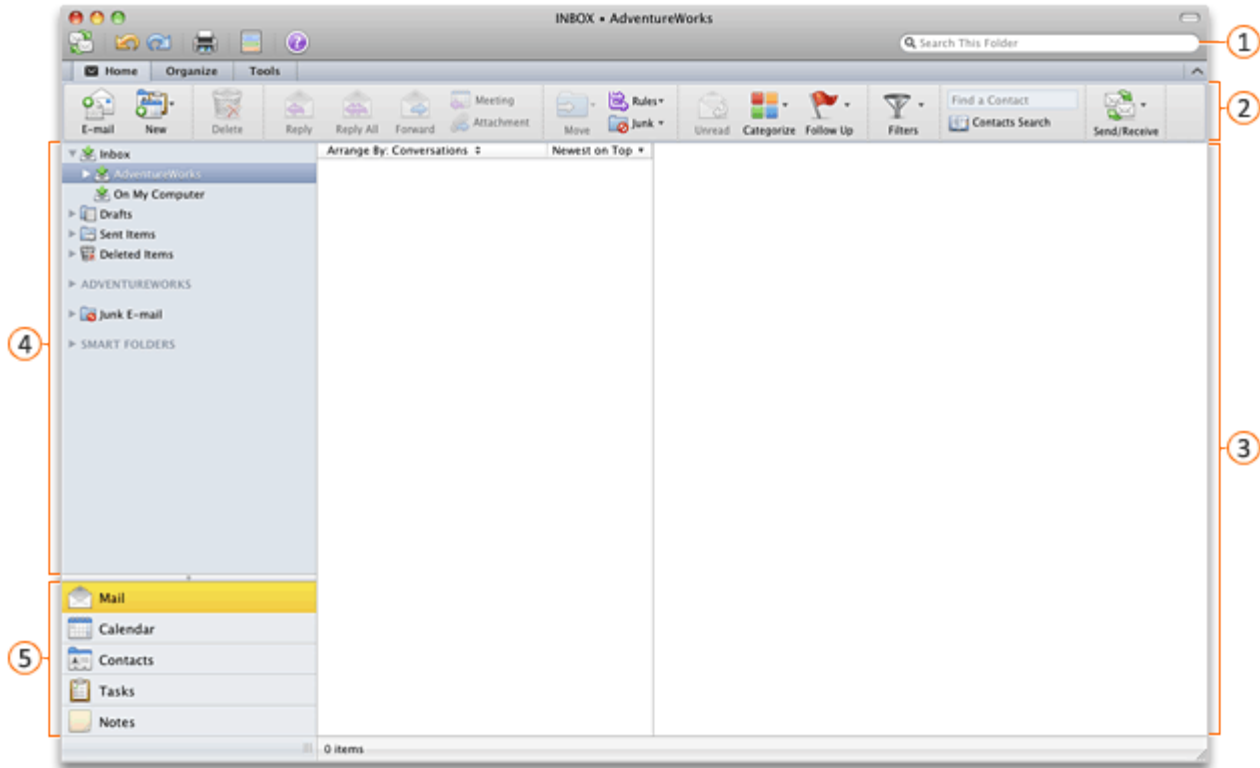 INBOX • AdventureWorks
Search This Folder
1
Home Organize Tools
2
E-mail New Delete Reply Reply All Forward Meeting Attachment Move Rules Junk Unread Categorize Follow Up Filters Find a Contact Contacts Search Send/Receive
Inbox
AdventureWorks
On My Computer
Drafts
Sent Items
Deleted Items
ADVENTUREWORKS
Junk E-mail
SMART FOLDERS
4
Arrange By: Conversations Newest on Top
3
Mail
Calendar
Contacts
Tasks
Notes
5
0 items